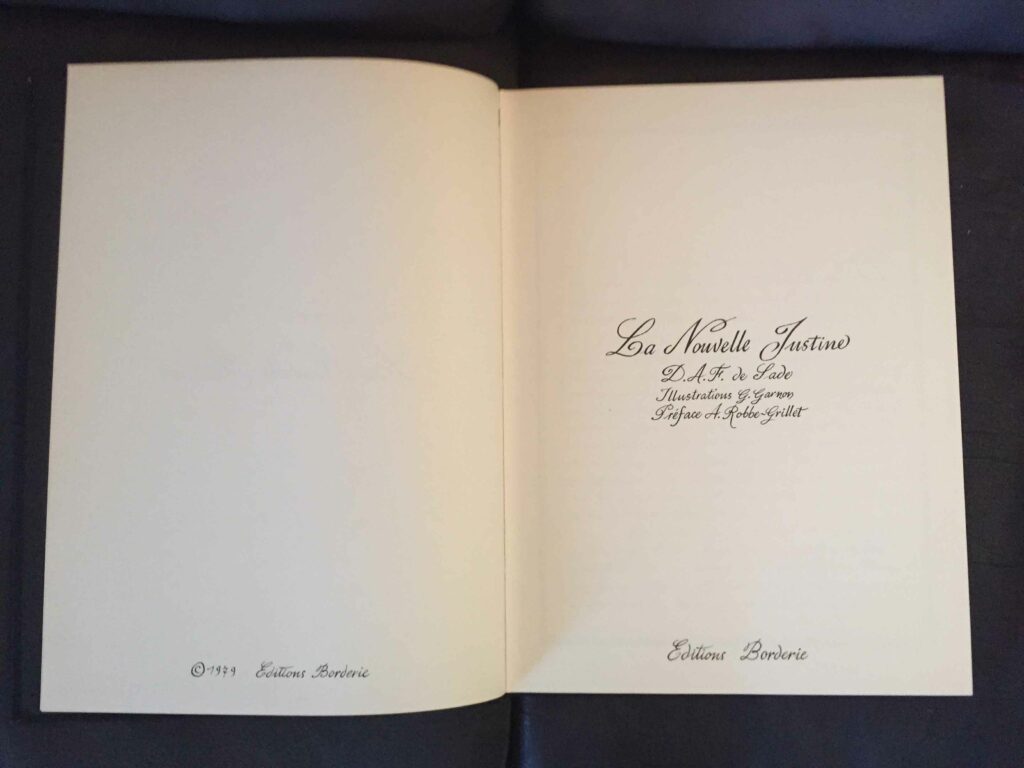 © 1979 Editions Borderie
La Nouvelle Justine
D.A.F. de Sade
Illustrations G. Garnon
Préface A. Robbe-Grillet
Editions Borderie